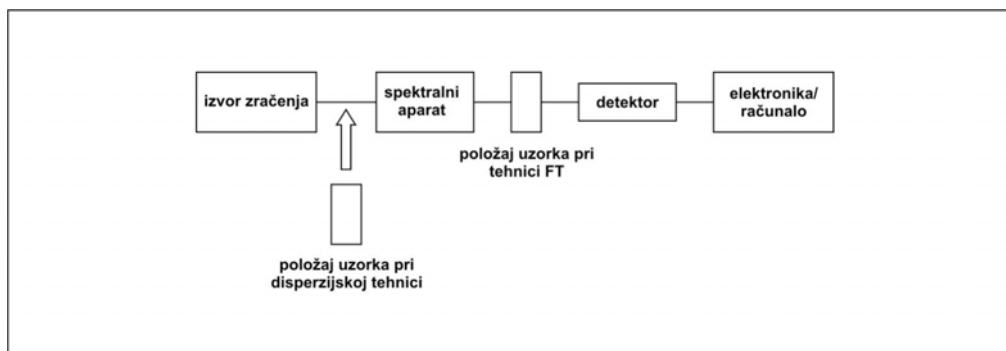 izvor zračenja
spektralni
aparat
detektor
elektronika/
računalo
položaj uzorka pri
tehnici FT
položaj uzorka pri
disperzijskoj tehnici